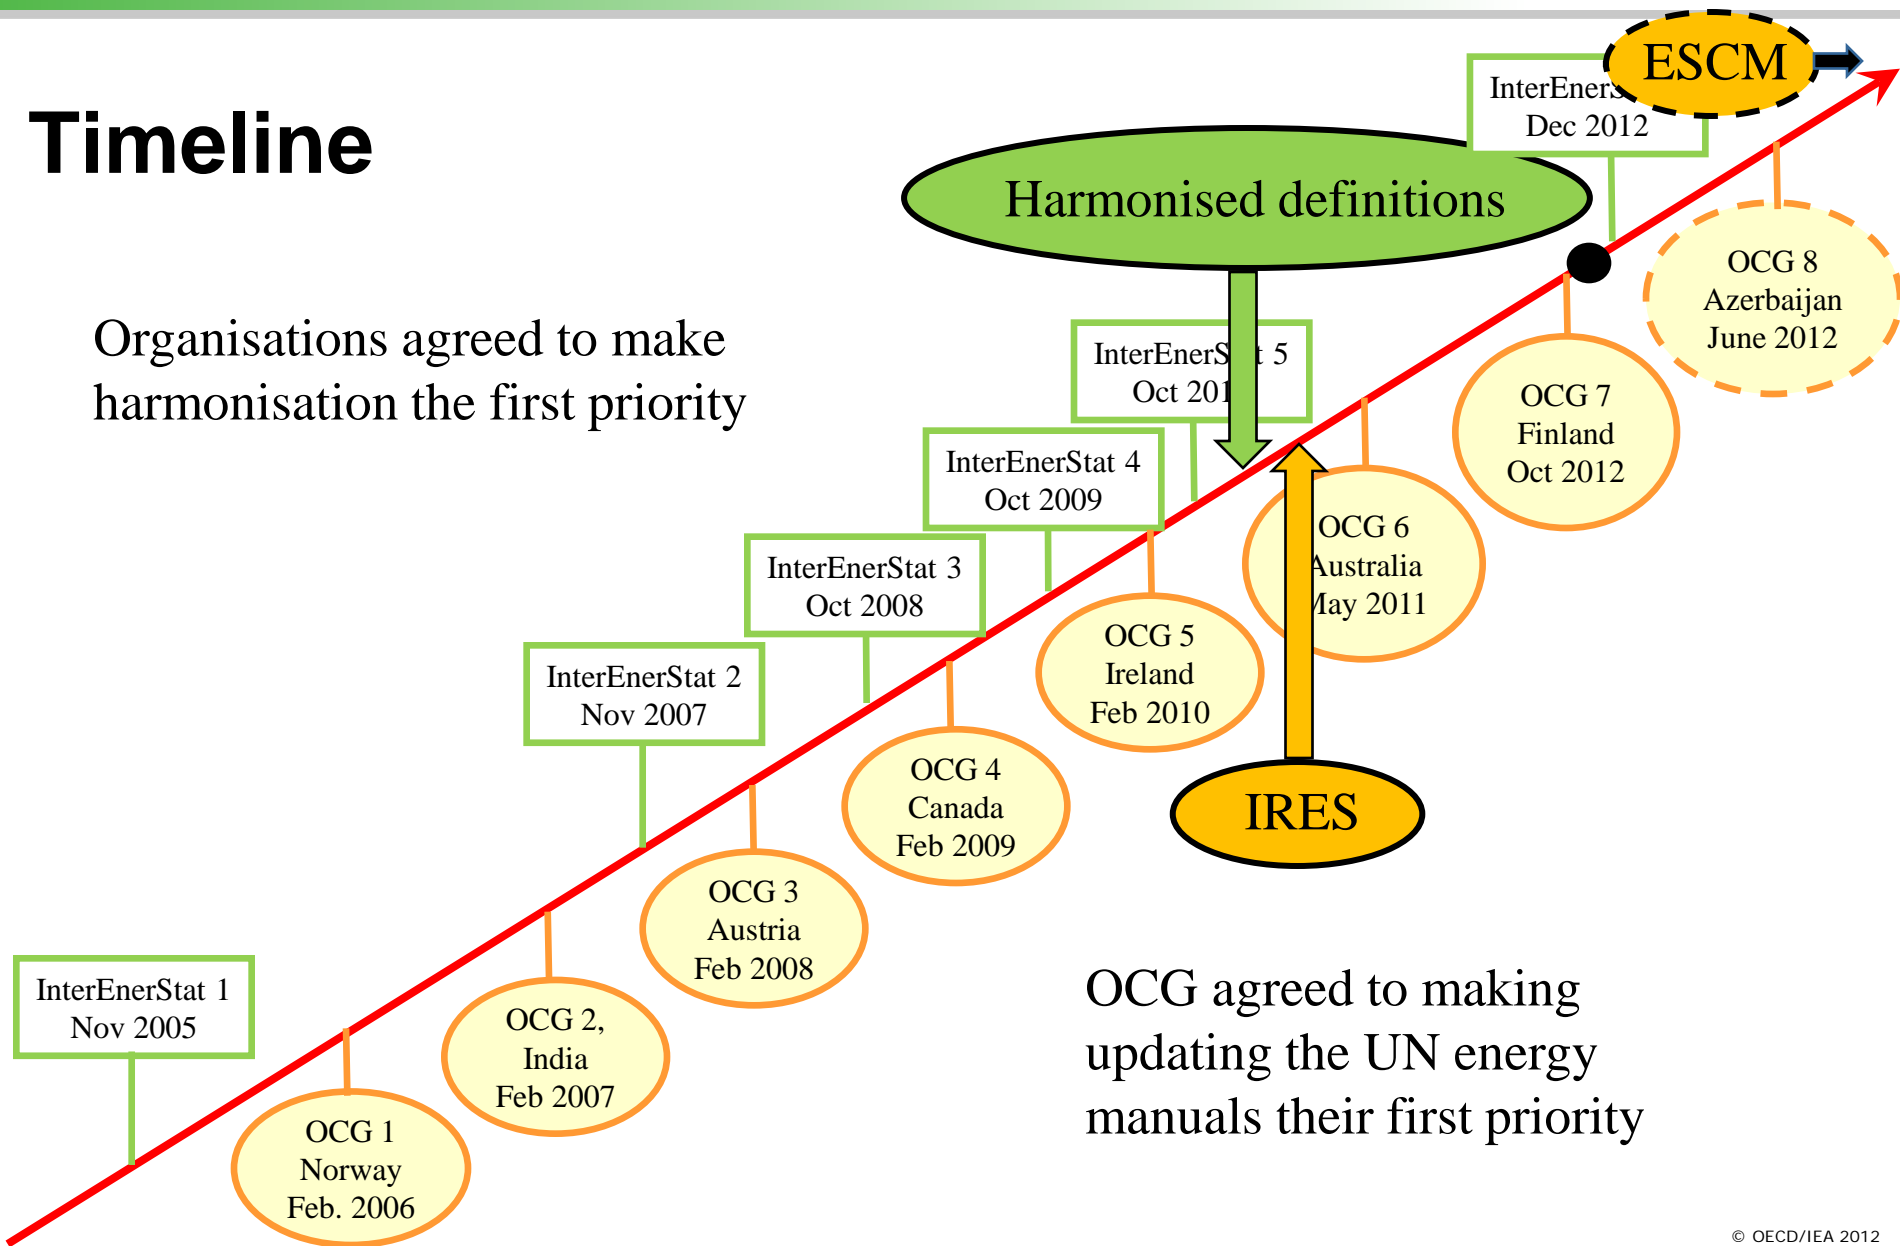 Timeline
ESCM
InterEnerS
Dec 2012
Harmonised definitions
Organisations agreed to make
harmonisation the first priority
OCG 8
Azerbaijan
June 2012
InterEnerS t 5
Oct 201
OCG 7
Finland
Oct 2012
InterEnerStat 4
Oct 2009
OCG 6
Australia
May 2011
InterEnerStat 3
Oct 2008
OCG 5
Ireland
Feb 2010
InterEnerStat 2
Nov 2007
OCG 4
Canada
Feb 2009
IRES
OCG 3
Austria
Feb 2008
InterEnerStat 1
Nov 2005
OCG 2,
India
Feb 2007
OCG agreed to making
updating the UN energy
manuals their first priority
OCG 1
Norway
Feb. 2006
© OECD/IEA 2012